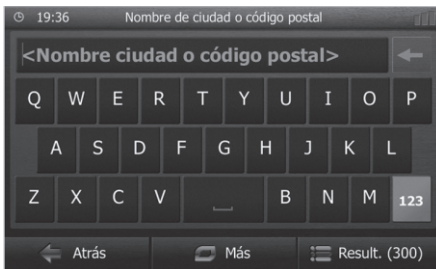 19:36 Nombre de ciudad o código postal
<Nombre ciudad o código postal>
Q W E R T Y U I O P
A S D F G H J K L
Z X C V B N M 123
Atrás Más Result. (300)